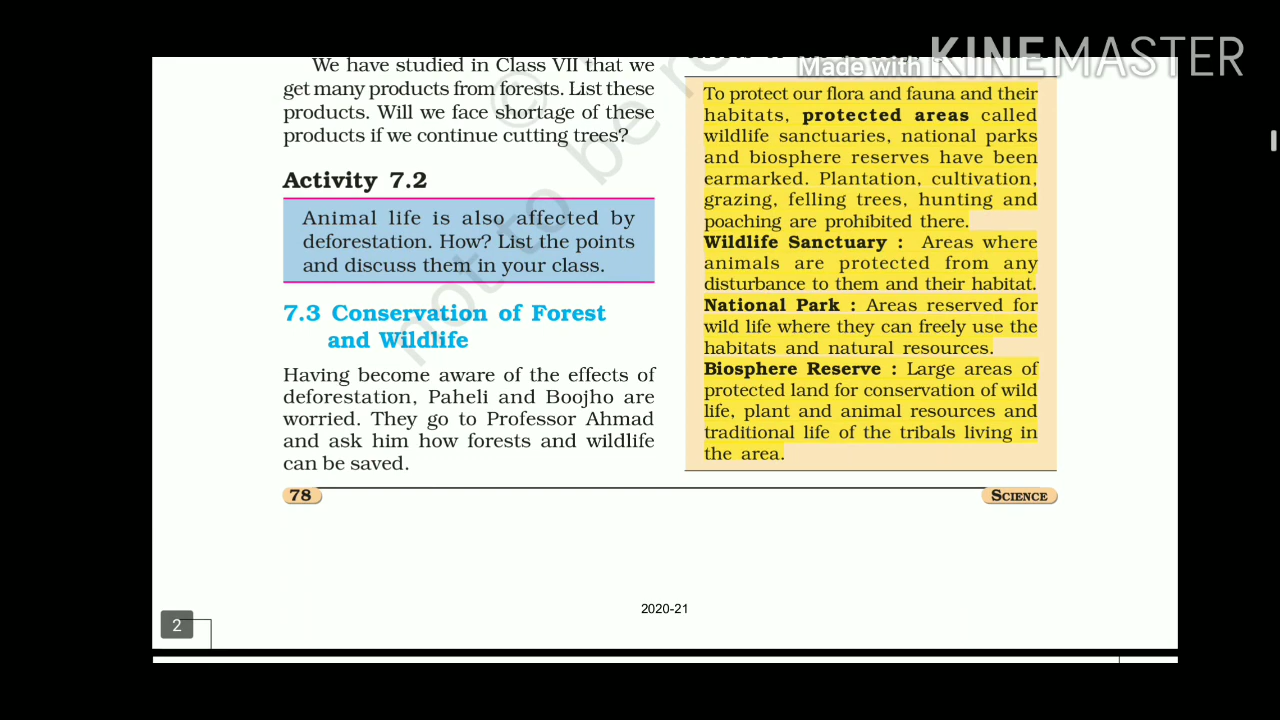 Made with KINEMASTER
We have studied in Class VII that we
get many products from forests. List these
products. Will we face shortage of these
products if we continue cutting trees?
Activity 7.2
Animal life is also affected by
deforestation. How? List the points
and discuss them in your class.
7.3 Conservation of Forest
and Wildlife
Having become aware of the effects of
deforestation, Paheli and Boojho are
worried. They go to Professor Ahmad
and ask him how forests and wildlife
can be saved.
To protect our flora and fauna and their
habitats, protected areas called
wildlife sanctuaries, national parks
and biosphere reserves have been
earmarked. Plantation, cultivation,
grazing, felling trees, hunting and
poaching are prohibited there.
Wildlife Sanctuary : Areas where
animals are protected from any
disturbance to them and their habitat.
National Park : Areas reserved for
wild life where they can freely use the
habitats and natural resources.
Biosphere Reserve : Large areas of
protected land for conservation of wild
life, plant and animal resources and
traditional life of the tribals living in
the area.
78
SCIENCE
2020-21
2
© not to be re